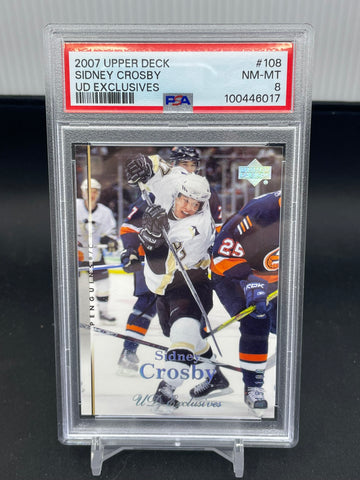 2007 UPPER DECK #108
SIDNEY CROSBY NM-MT
UD EXCLUSIVES PSA 8
100446017
PENGUINS
25
Sidney
Crosby
UD Exclusives